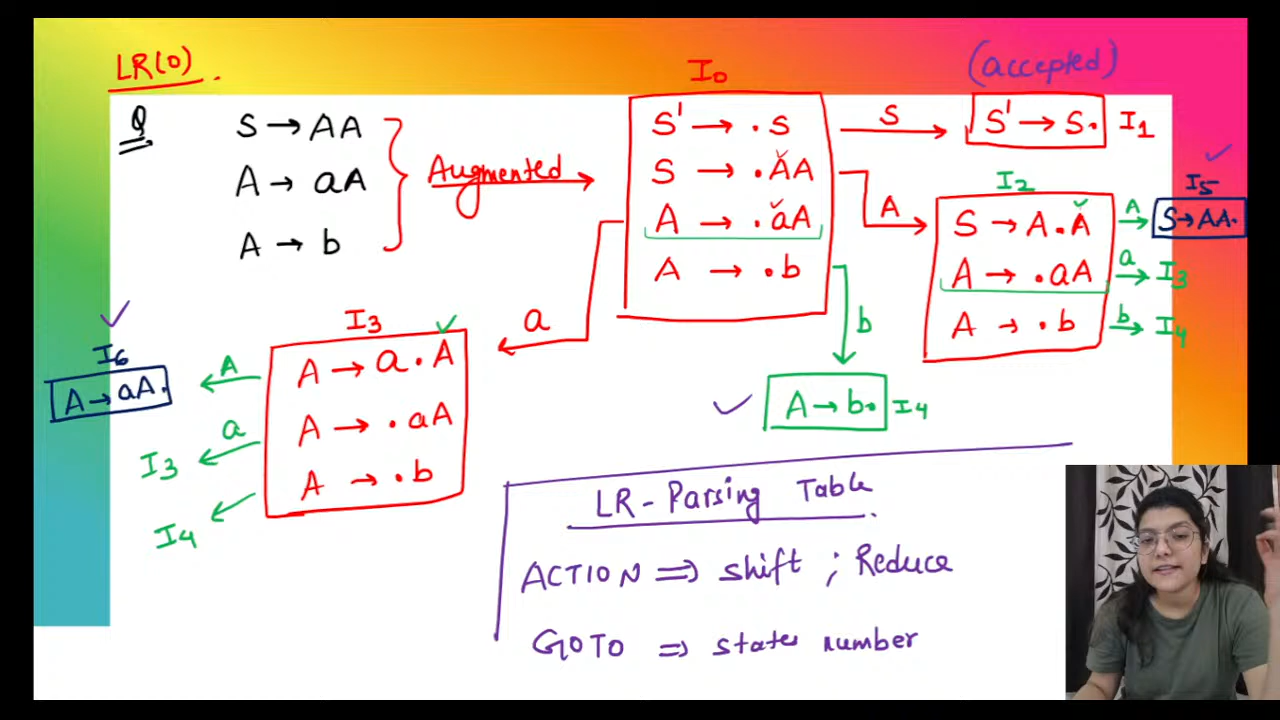 LR(0).
Q
S → AA
A → aA
A → b
Augmented
I0
S' → .S
S → .AA
A → .aA
A → .b
S
(accepted)
S' → S.
I1
A
I2
S → A.A
A → .aA
A → .b
A
I5
S→AA.
a
I3
b
I4
b
A → b.
I4
a
I3
A → a.A
A → .aA
A → .b
A
I6
A → aA.
a
I3
I4
LR - Parsing Table
ACTION ⇒ shift ; Reduce
GOTO ⇒ states number